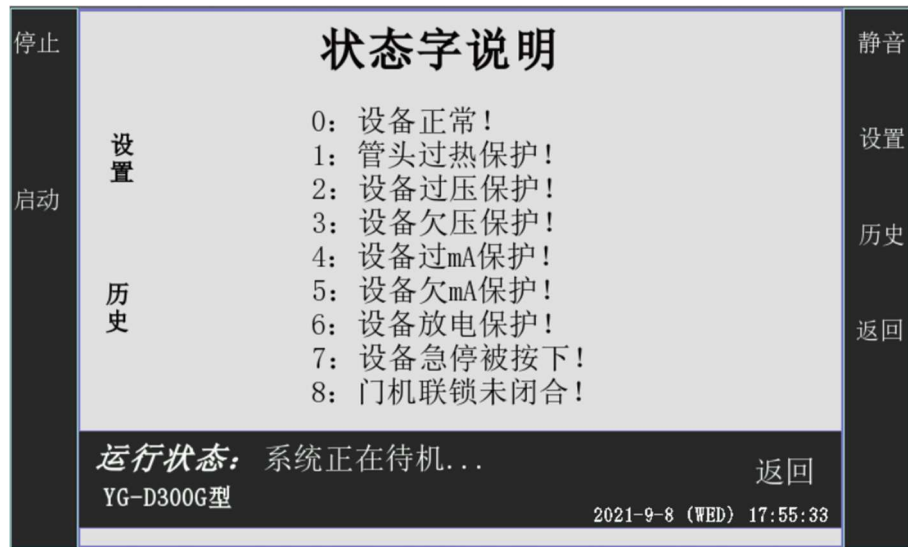 停止
启动
状态字说明
设置
历史
0：设备正常！
1：管头过热保护！
2：设备过压保护！
3：设备欠压保护！
4：设备过mA保护！
5：设备欠mA保护！
6：设备放电保护！
7：设备急停被按下！
8：门机联锁未闭合！
运行状态：系统正在待机...
返回
YG-D300G型
2021-9-8 (WED) 17:55:33
静音
设置
历史
返回